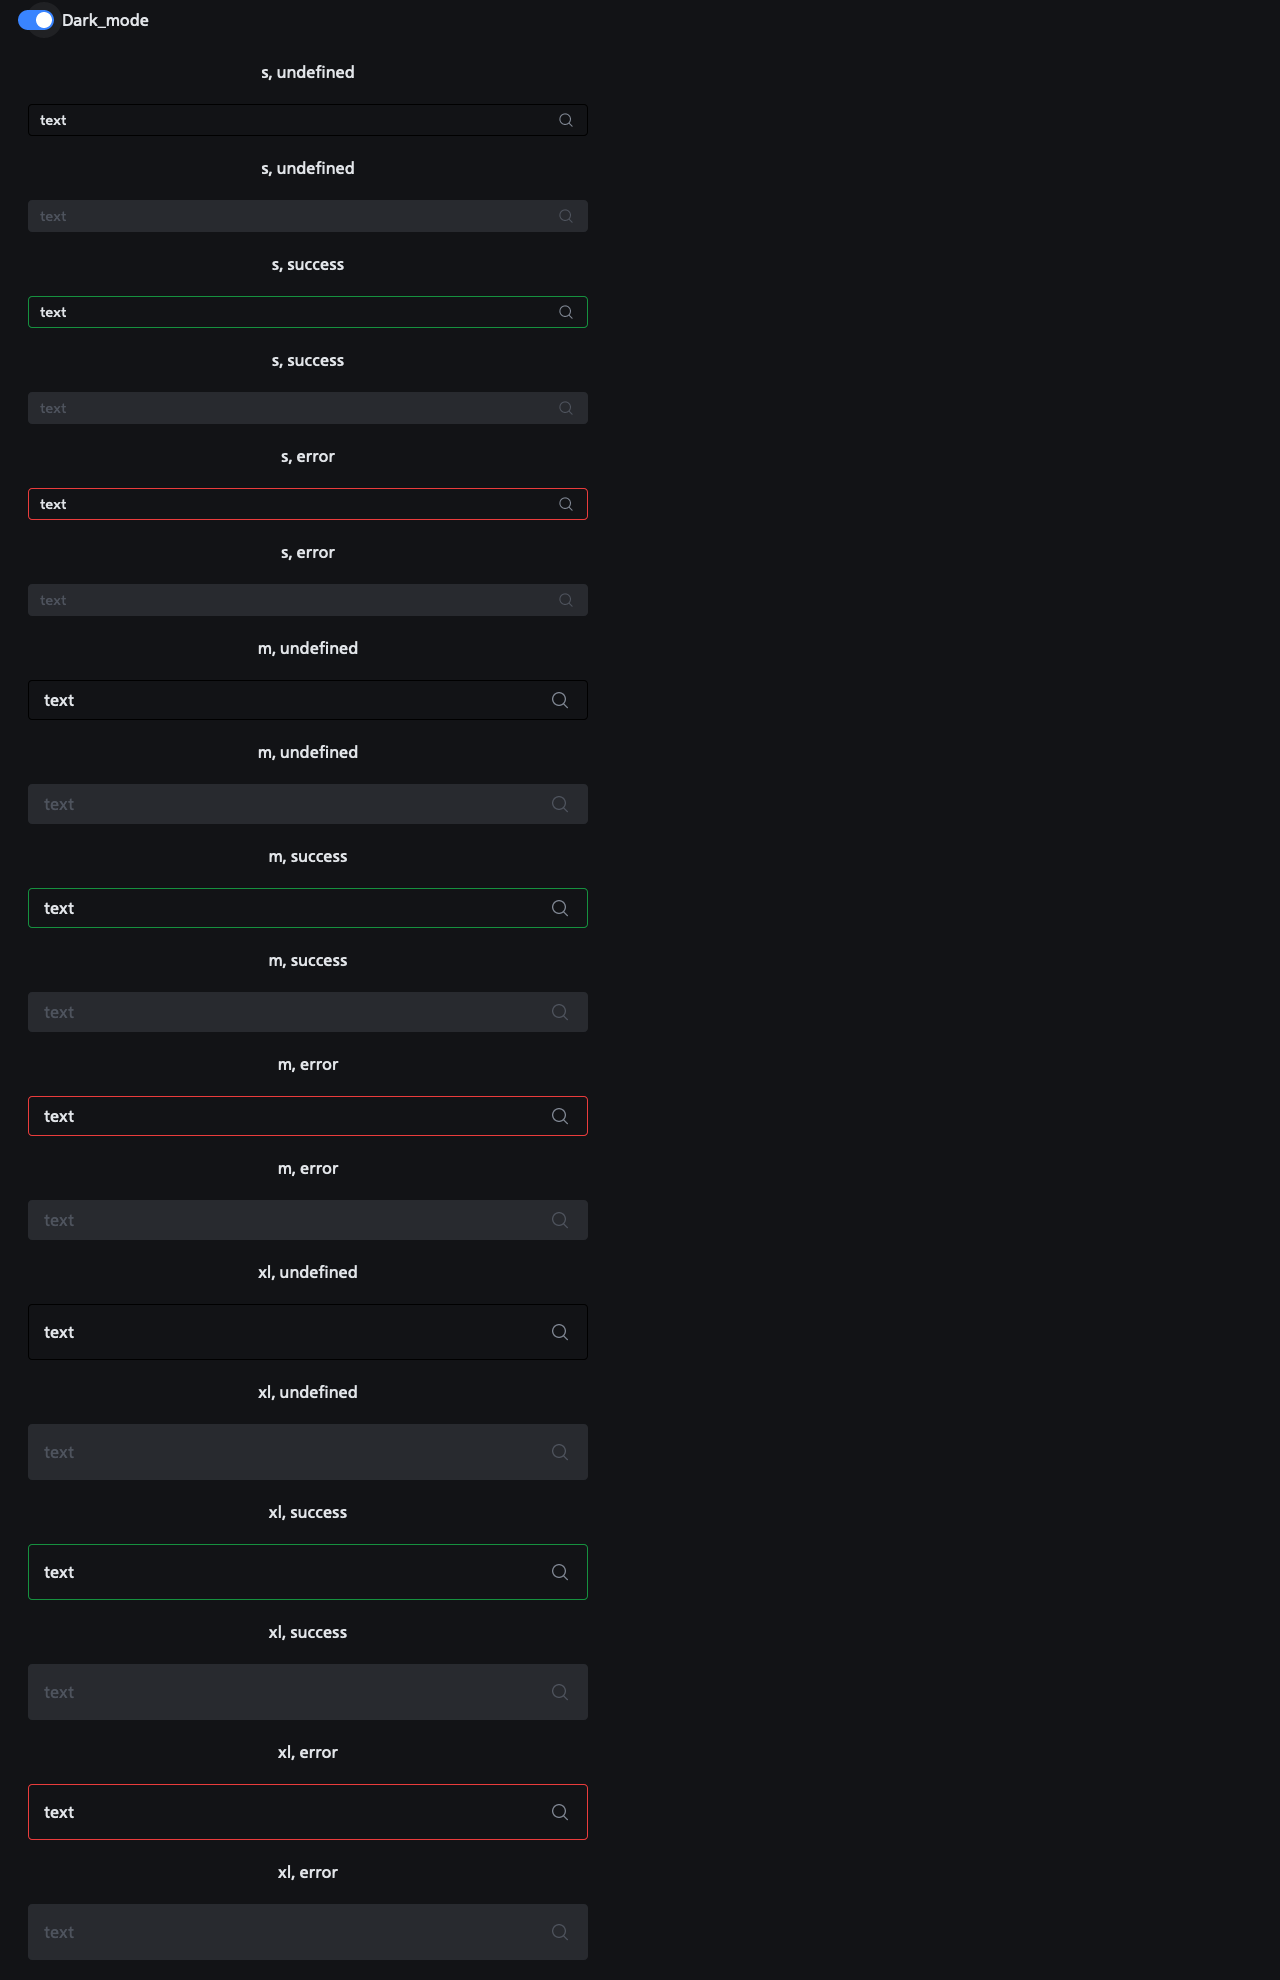 Dark_mode
s, undefined
text
s, undefined
text
s, success
text
s, success
text
s, error
text
s, error
text
m, undefined
text
m, undefined
text
m, success
text
m, success
text
m, error
text
m, error
text
xl, undefined
text
xl, undefined
text
xl, success
text
xl, success
text
xl, error
text
xl, error
text